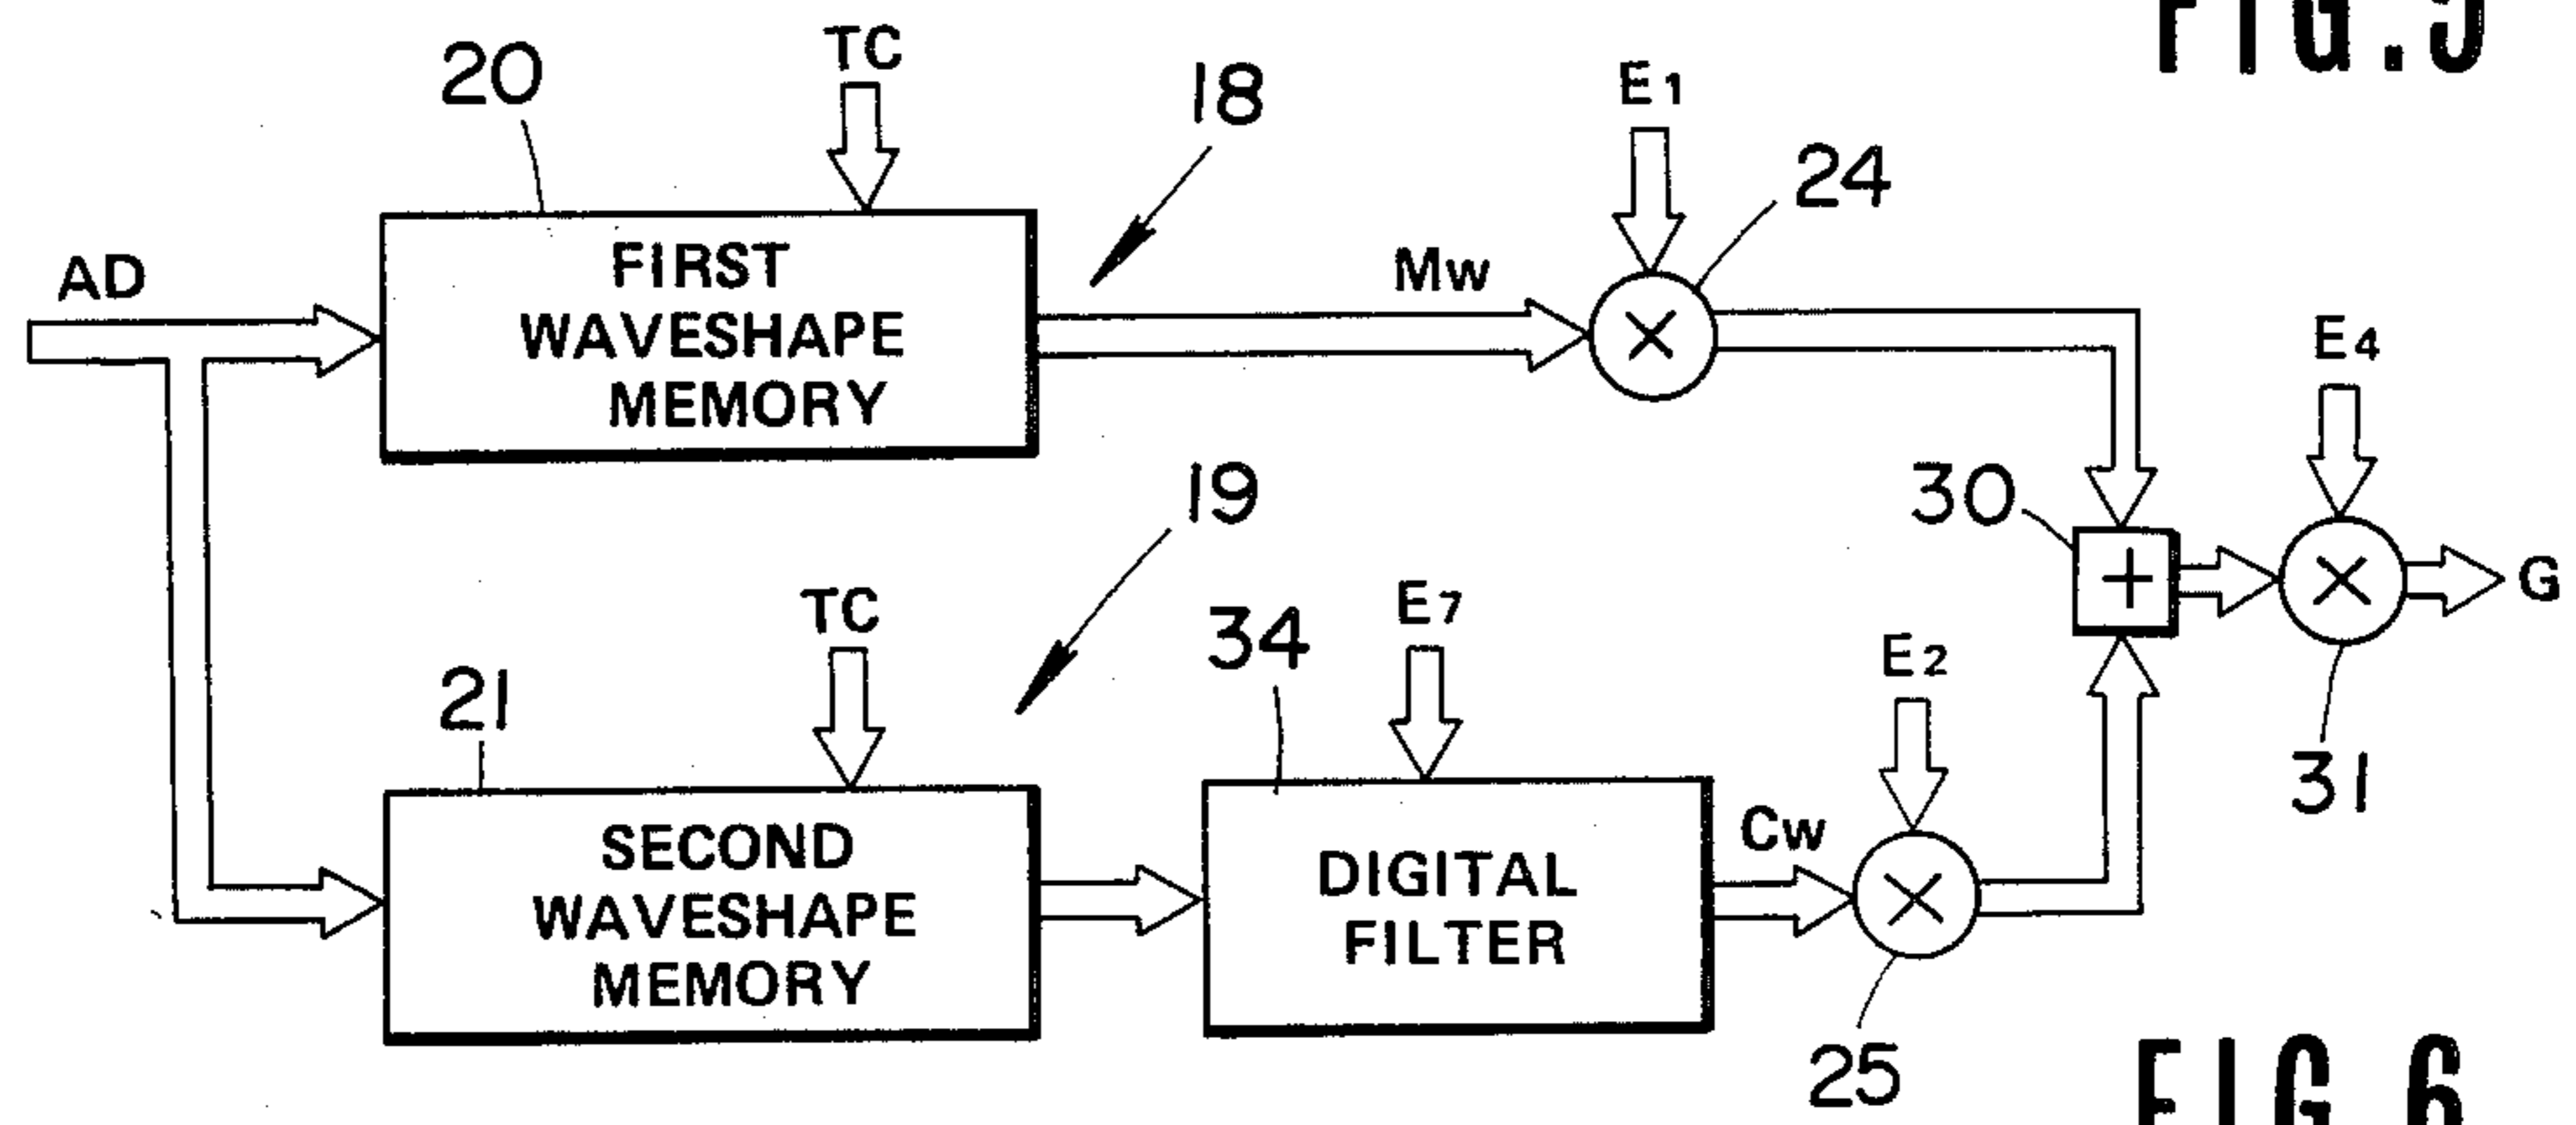 FIG.5
20
TC
18
E1
24
AD
FIRST
WAVESHAPE
MEMORY
Mw
E4
30
+
×
×
G
31
19
TC
21
SECOND
WAVESHAPE
MEMORY
34
E7
DIGITAL
FILTER
E2
Cw
×
25
FIG.6